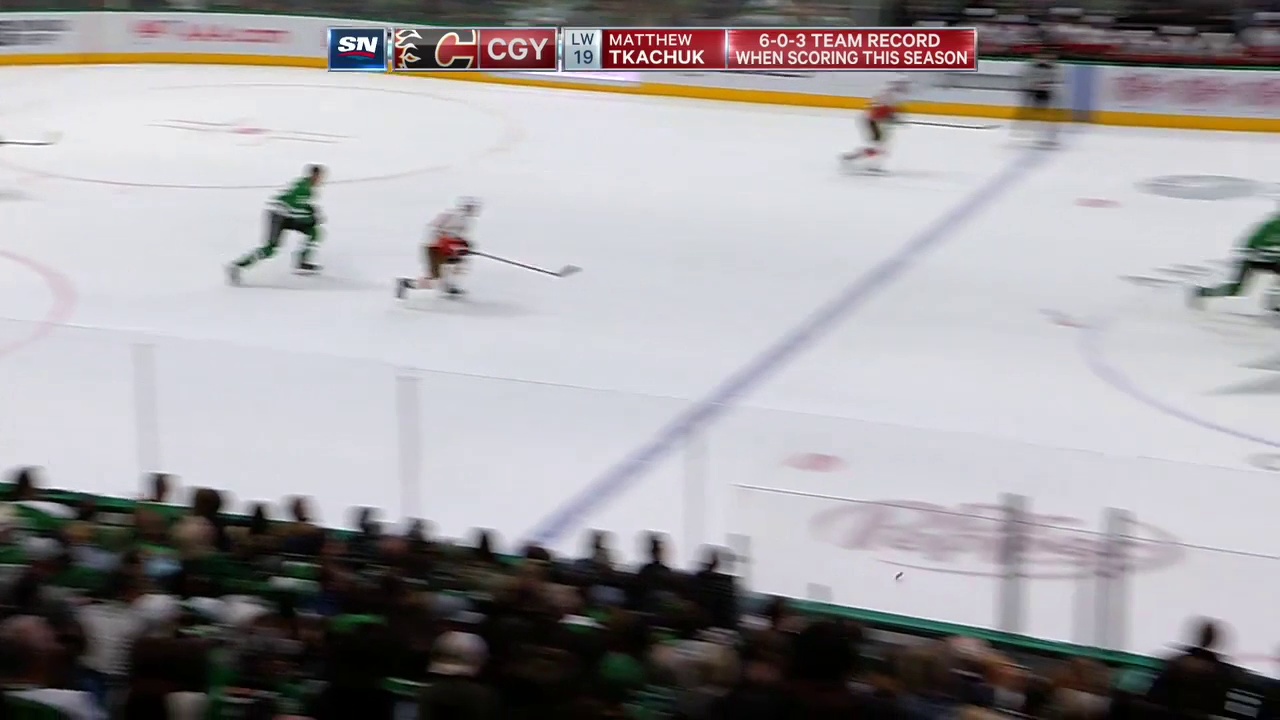 SN
C
CGY
LW
19
MATTHEW
TKACHUK
6-0-3 TEAM RECORD
WHEN SCORING THIS SEASON